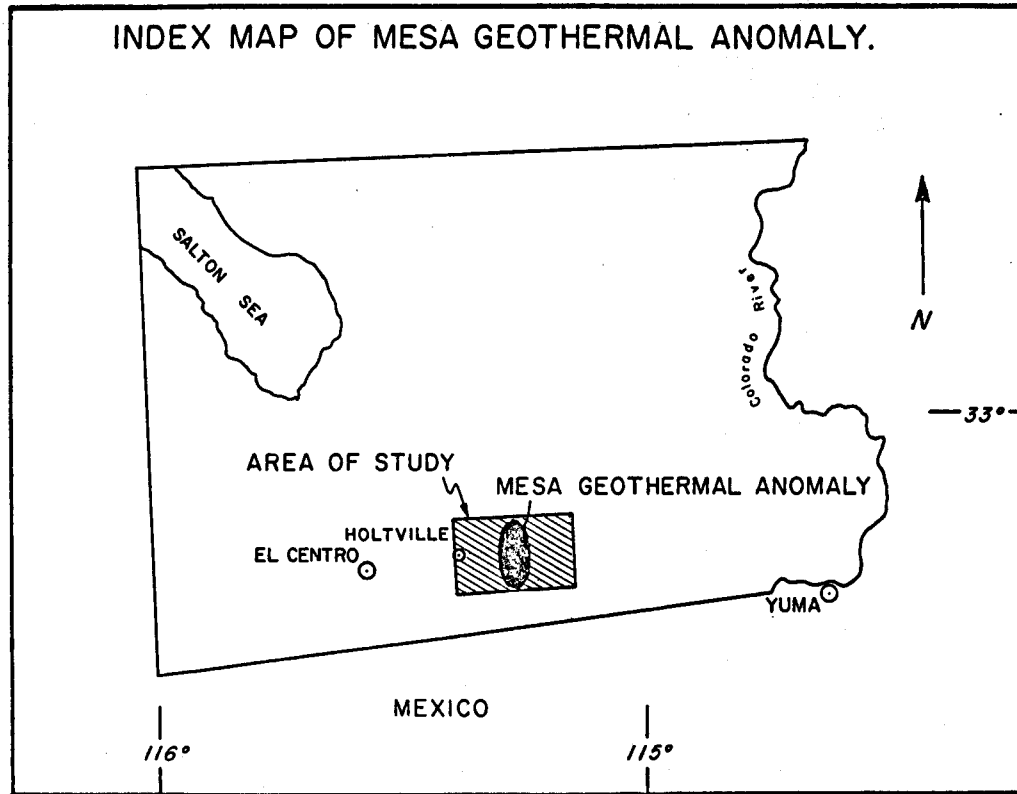 INDEX MAP OF MESA GEOTHERMAL ANOMALY.
SALTON SEA
Colorado River
N
33°
AREA OF STUDY
MESA GEOTHERMAL ANOMALY
HOLTVILLE
EL CENTRO
YUMA
MEXICO
116°
115°